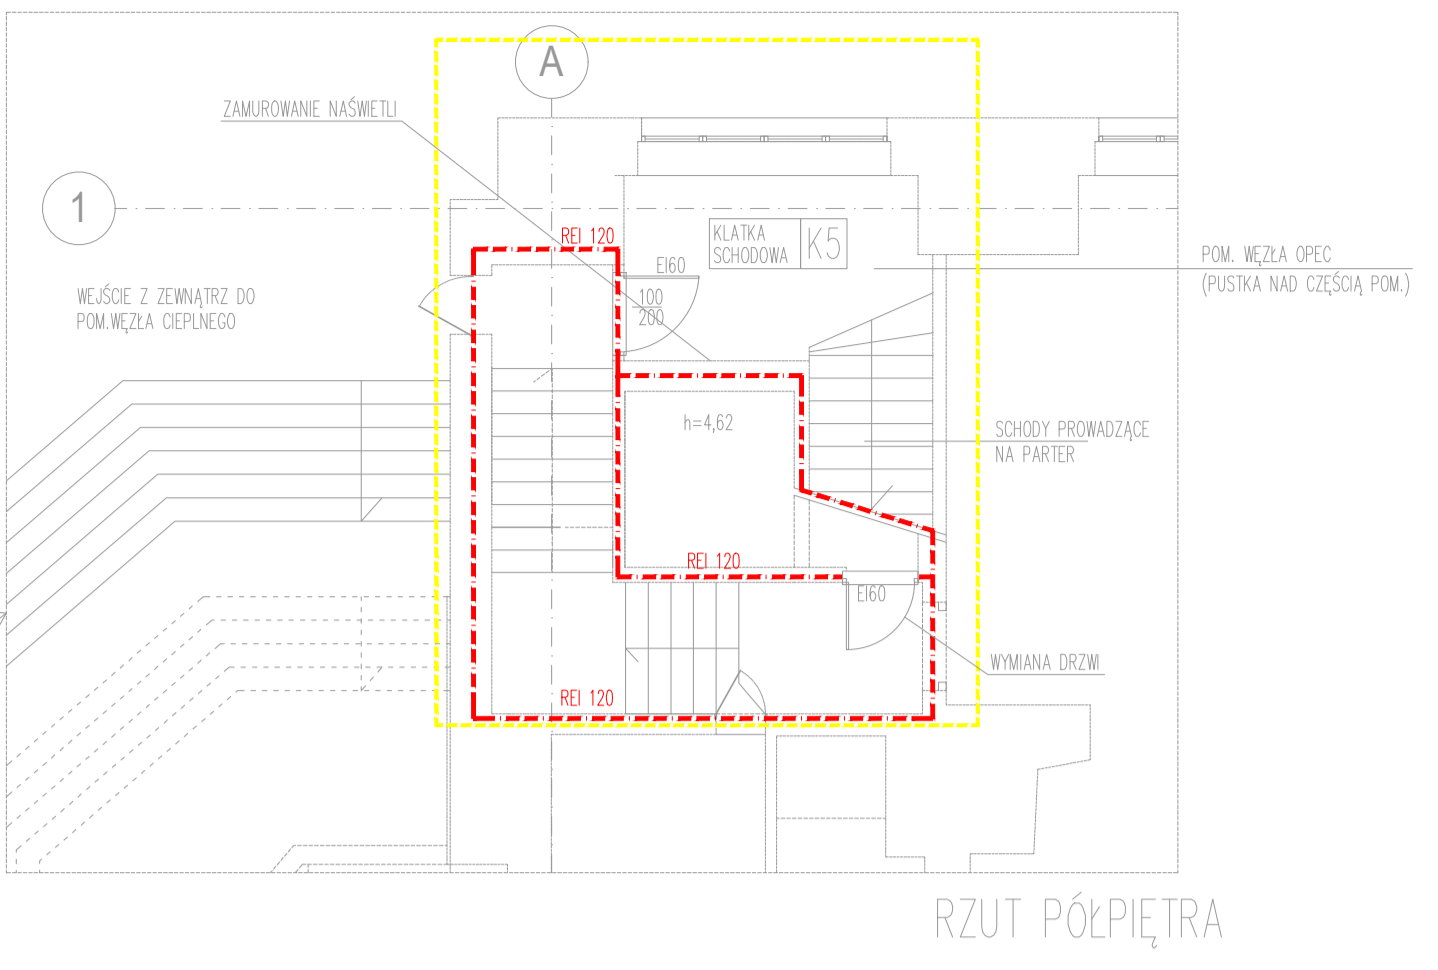 A
ZAMUROWANIE NAŚWIETLI
1
REI 120
KLATKA
SCHODOWA
K5
EI60
POM. WĘZŁA OPEC
(PUSTKA NAD CZĘŚCIĄ POM.)
WEJŚCIE Z ZEWNĄTRZ DO
POM.WĘZŁA CIEPLNEGO
100
200
h=4,62
SCHODY PROWADZĄCE
NA PARTER
REI 120
EI60
WYMIANA DRZWI
REI 120
RZUT PÓŁPIĘTRA